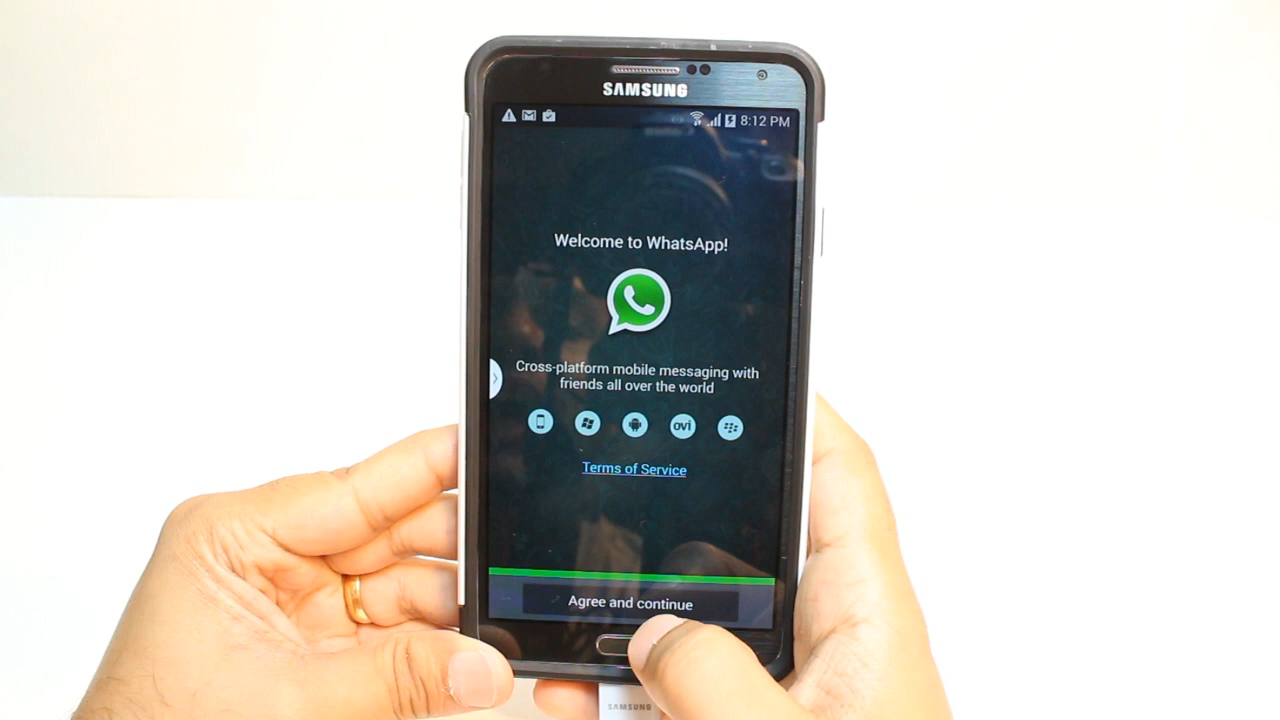 SAMSUNG
8:12 PM
Welcome to WhatsApp!
Cross-platform mobile messaging with
friends all over the world
ovi
Terms of Service
Agree and continue
SAMSUNG